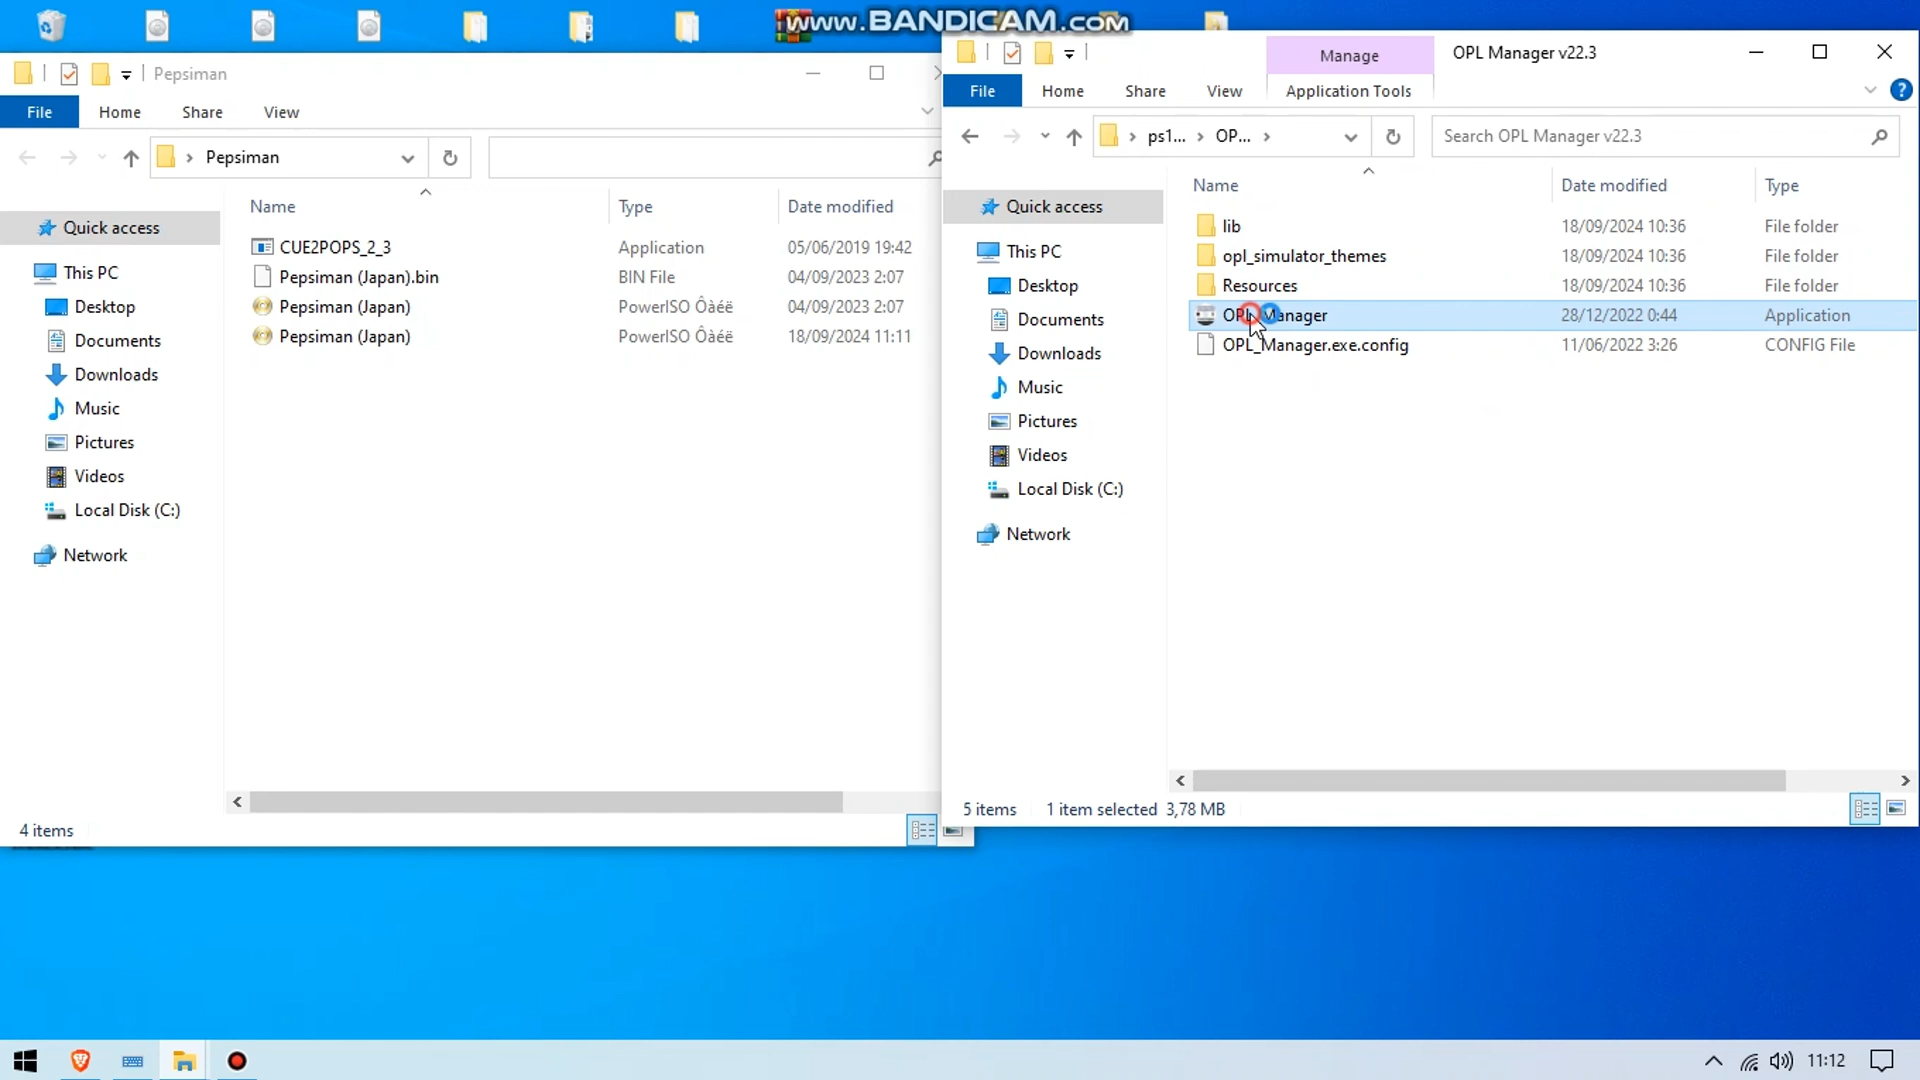 www.BANDICAM.com
Pepsiman
File
Home
Share
View
Pepsiman
Quick access
This PC
Desktop
Documents
Downloads
Music
Pictures
Videos
Local Disk (C:)
Network
Name
Type
Date modified
CUE2POPS_2_3
Application
05/06/2019 19:42
Pepsiman (Japan).bin
BIN File
04/09/2023 2:07
Pepsiman (Japan)
PowerISO Ôàéë
04/09/2023 2:07
Pepsiman (Japan)
PowerISO Ôàéë
18/09/2024 11:11
4 items
Manage
OPL Manager v22.3
File
Home
Share
View
Application Tools
ps1...
OP...
Search OPL Manager v22.3
Quick access
This PC
Desktop
Documents
Downloads
Music
Pictures
Videos
Local Disk (C:)
Network
Name
Date modified
Type
lib
18/09/2024 10:36
File folder
opl_simulator_themes
18/09/2024 10:36
File folder
Resources
18/09/2024 10:36
File folder
OPL_Manager
28/12/2022 0:44
Application
OPL_Manager.exe.config
11/06/2022 3:26
CONFIG File
5 items
1 item selected 3,78 MB
11:12